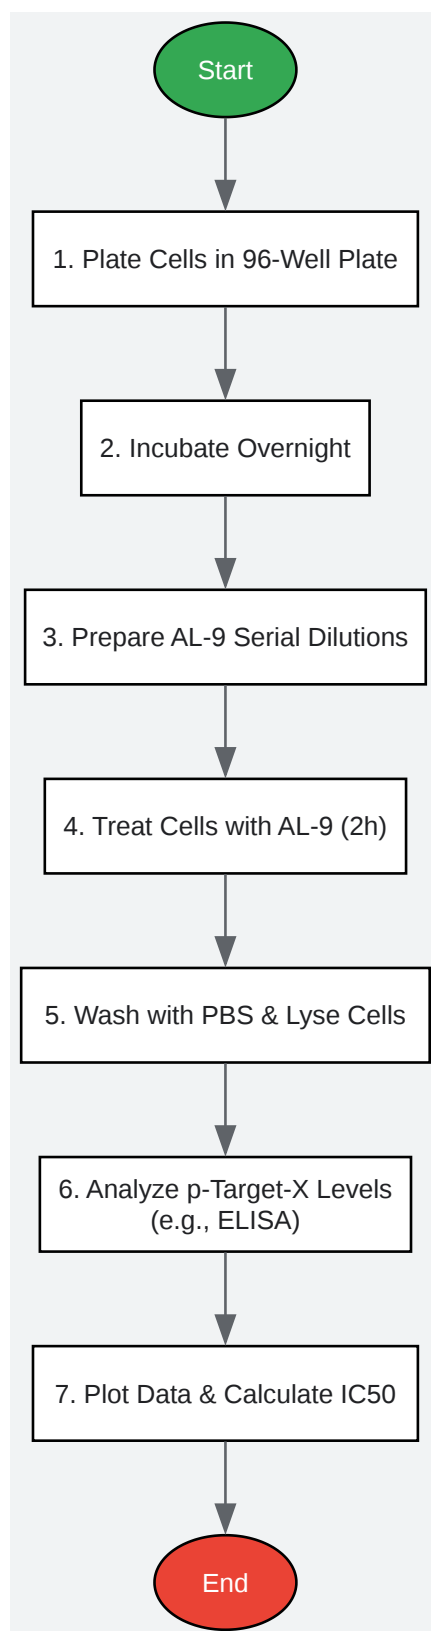 Start
1. Plate Cells in 96-Well Plate
2. Incubate Overnight
3. Prepare AL-9 Serial Dilutions
4. Treat Cells with AL-9 (2h)
5. Wash with PBS & Lyse Cells
6. Analyze p-Target-X Levels
(e.g., ELISA)
7. Plot Data & Calculate IC50
End